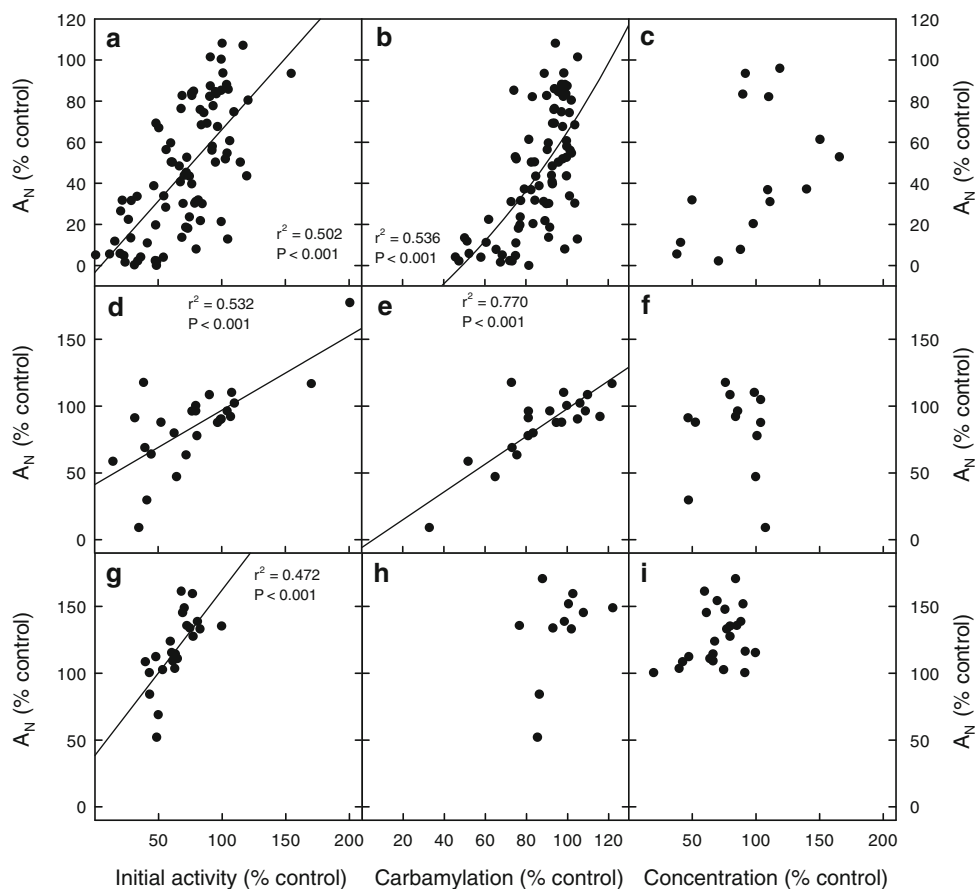 120
100
80
60
40
20
0
A_N (% control)
a
r² = 0.502
P < 0.001
b
r² = 0.536
P < 0.001
c
120
100
80
60
40
20
0
A_N (% control)
150
100
50
0
A_N (% control)
d
r² = 0.532
P < 0.001
e
r² = 0.770
P < 0.001
f
150
100
50
0
A_N (% control)
150
100
50
0
A_N (% control)
g
r² = 0.472
P < 0.001
h
i
150
100
50
0
A_N (% control)
0 50 100 150 200
20 40 60 80 100 120
50 100 150 200
Initial activity (% control)
Carbamylation (% control)
Concentration (% control)